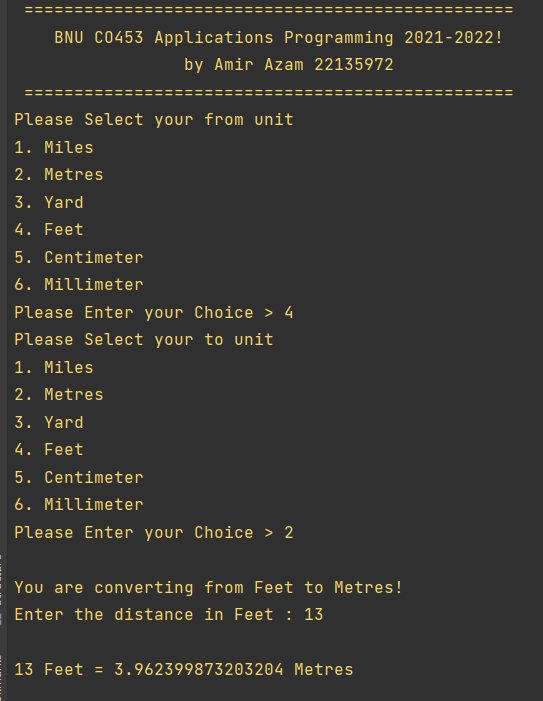 =================================================
BNU CO453 Applications Programming 2021-2022!
by Amir Azam 22135972
=================================================
Please Select your from unit
1. Miles
2. Metres
3. Yard
4. Feet
5. Centimeter
6. Millimeter
Please Enter your Choice > 4
Please Select your to unit
1. Miles
2. Metres
3. Yard
4. Feet
5. Centimeter
6. Millimeter
Please Enter your Choice > 2
You are converting from Feet to Metres!
Enter the distance in Feet : 13
13 Feet = 3.962399873203204 Metres